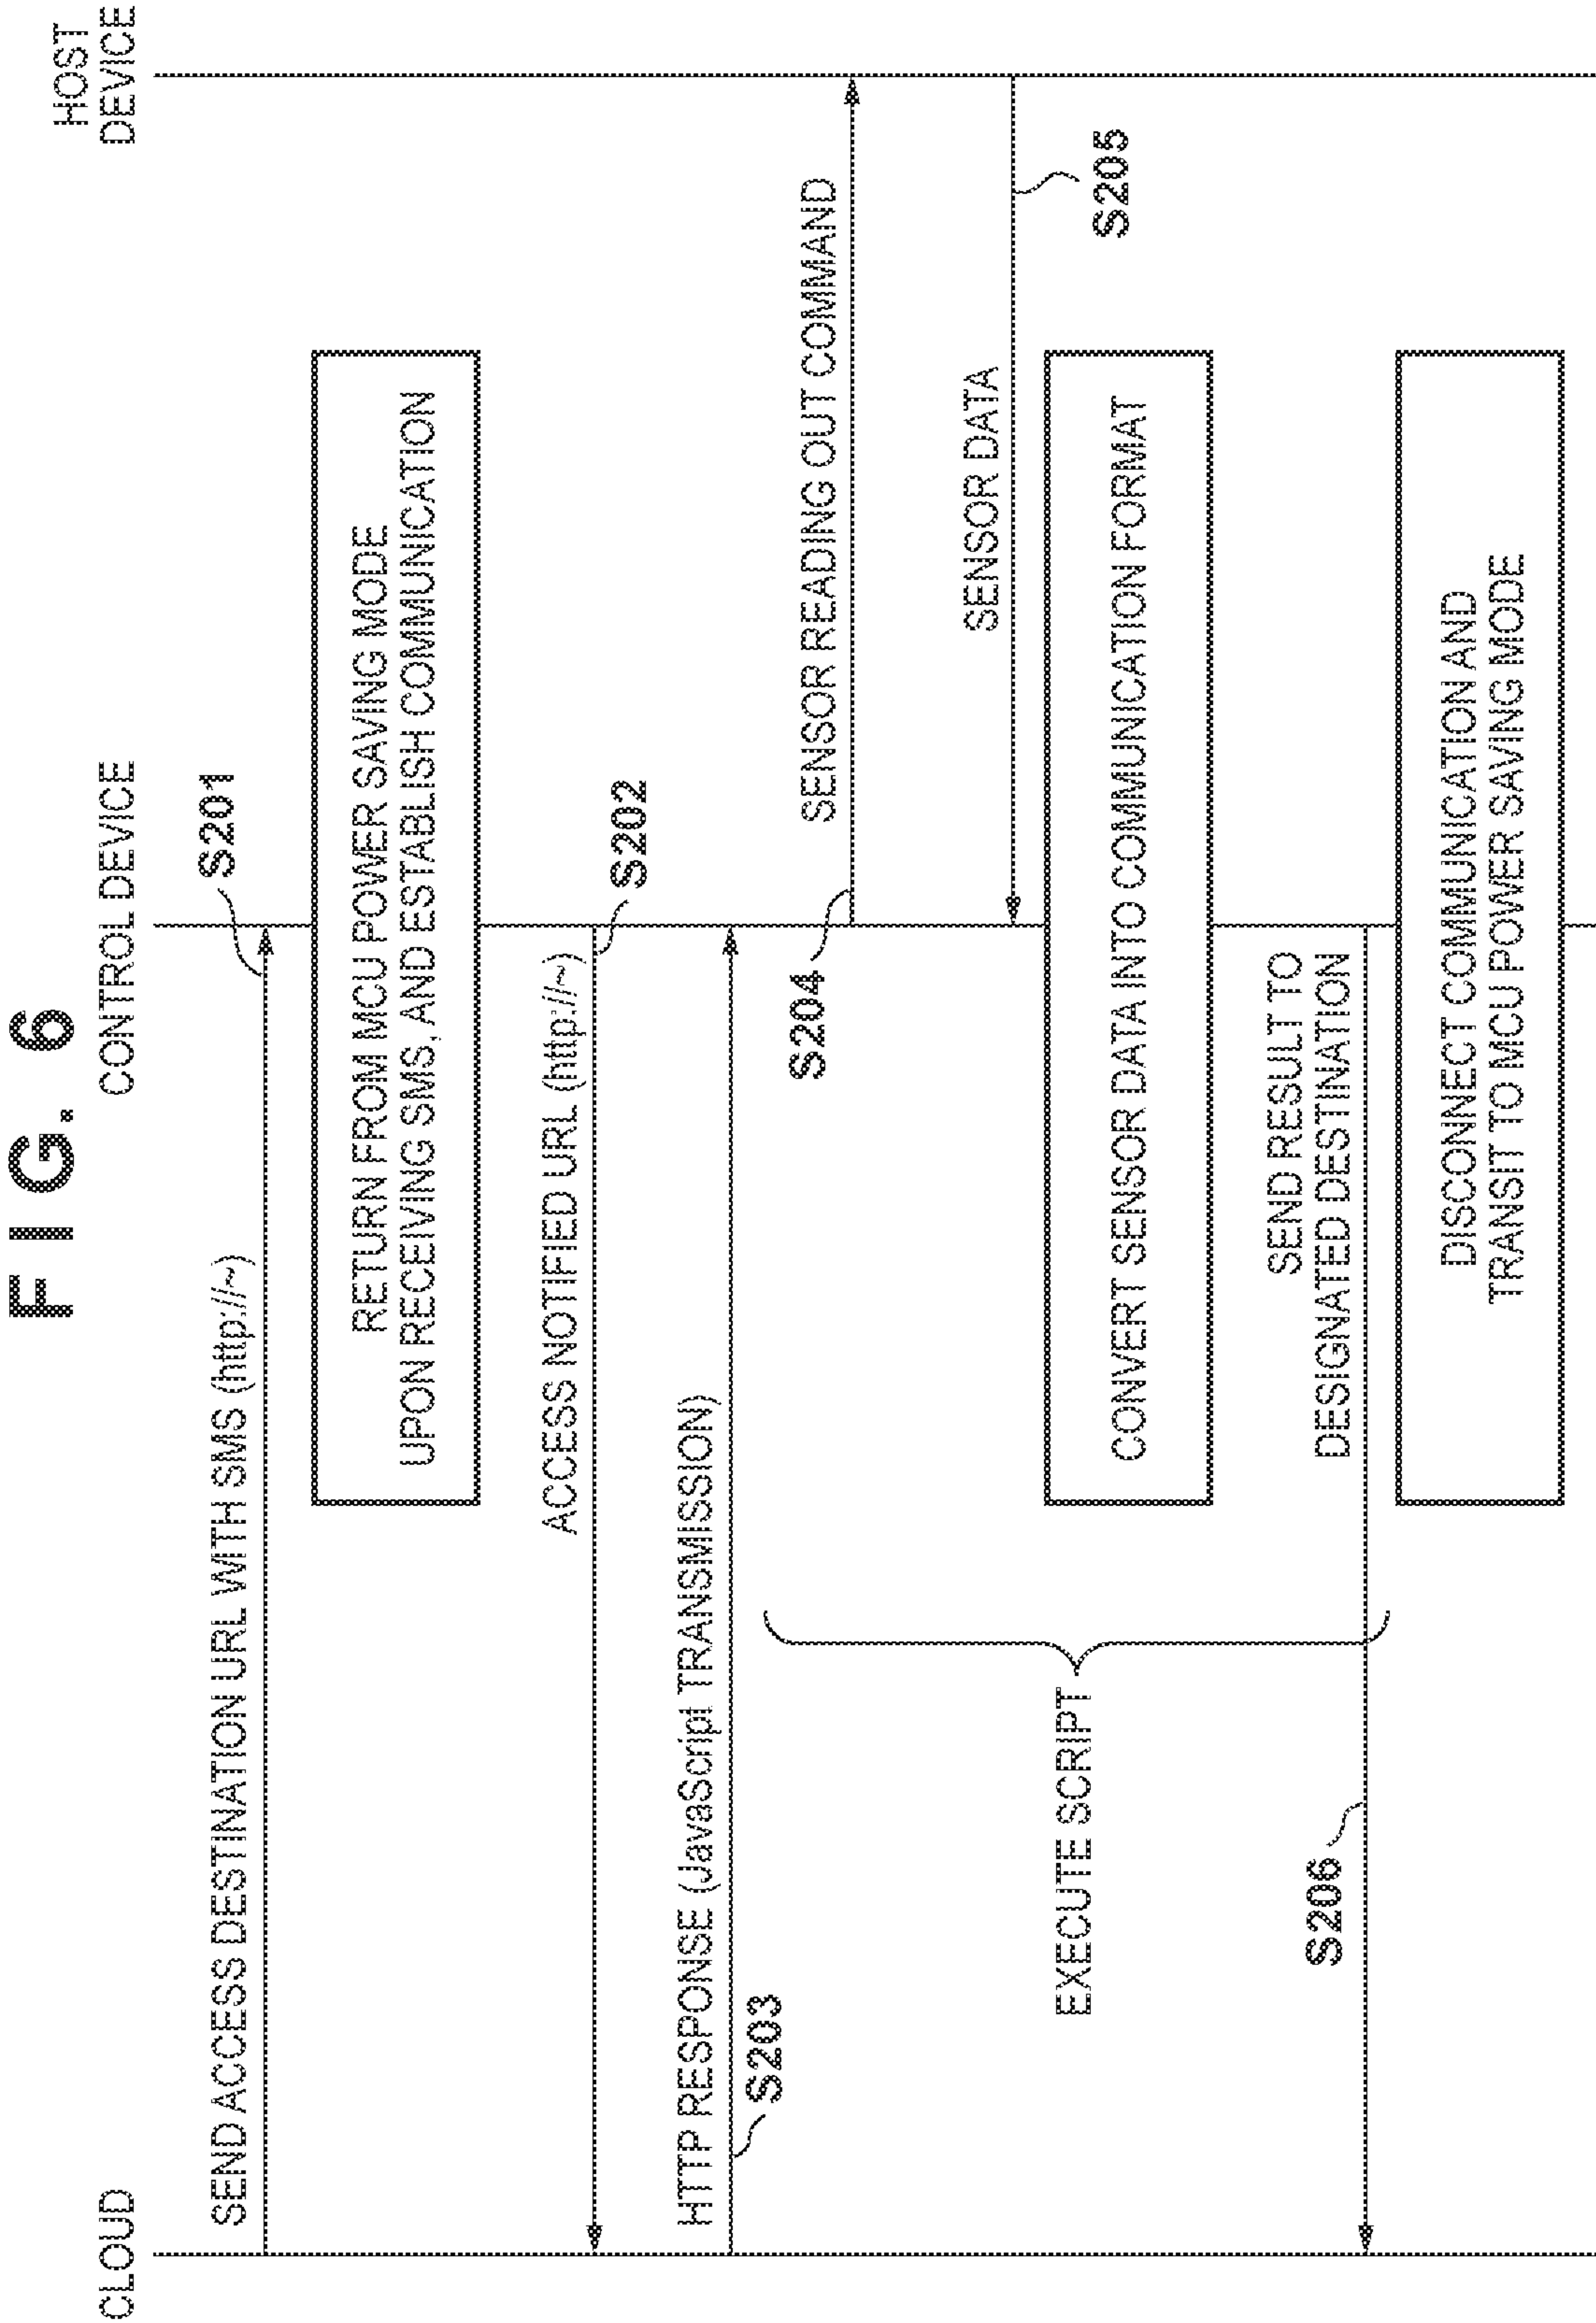 FIG. 6
CLOUD
CONTROL DEVICE
HOST
DEVICE
SEND ACCESS DESTINATION URL WITH SMS (http://~)
S201
RETURN FROM MCU POWER SAVING MODE
UPON RECEIVING SMS, AND ESTABLISH COMMUNICATION
ACCESS NOTIFIED URL (http://~)
S202
HTTP RESPONSE (JavaScript TRANSMISSION)
S203
SENSOR READING OUT COMMAND
S204
SENSOR DATA
S205
EXECUTE SCRIPT
CONVERT SENSOR DATA INTO COMMUNICATION FORMAT
SEND RESULT TO
DESIGNATED DESTINATION
S206
DISCONNECT COMMUNICATION AND
TRANSIT TO MCU POWER SAVING MODE